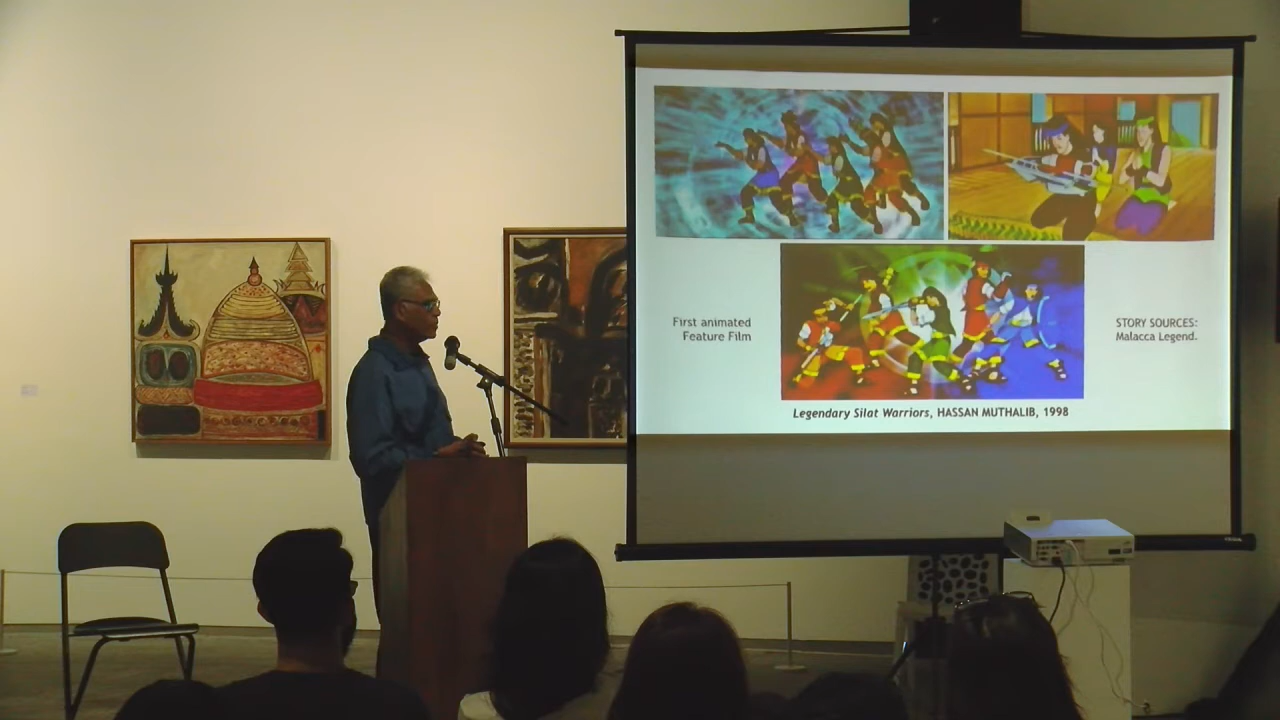 First animated
Feature Film
STORY SOURCES:
Malacca Legend.
Legendary Silat Warriors, HASSAN MUTHALIB, 1998